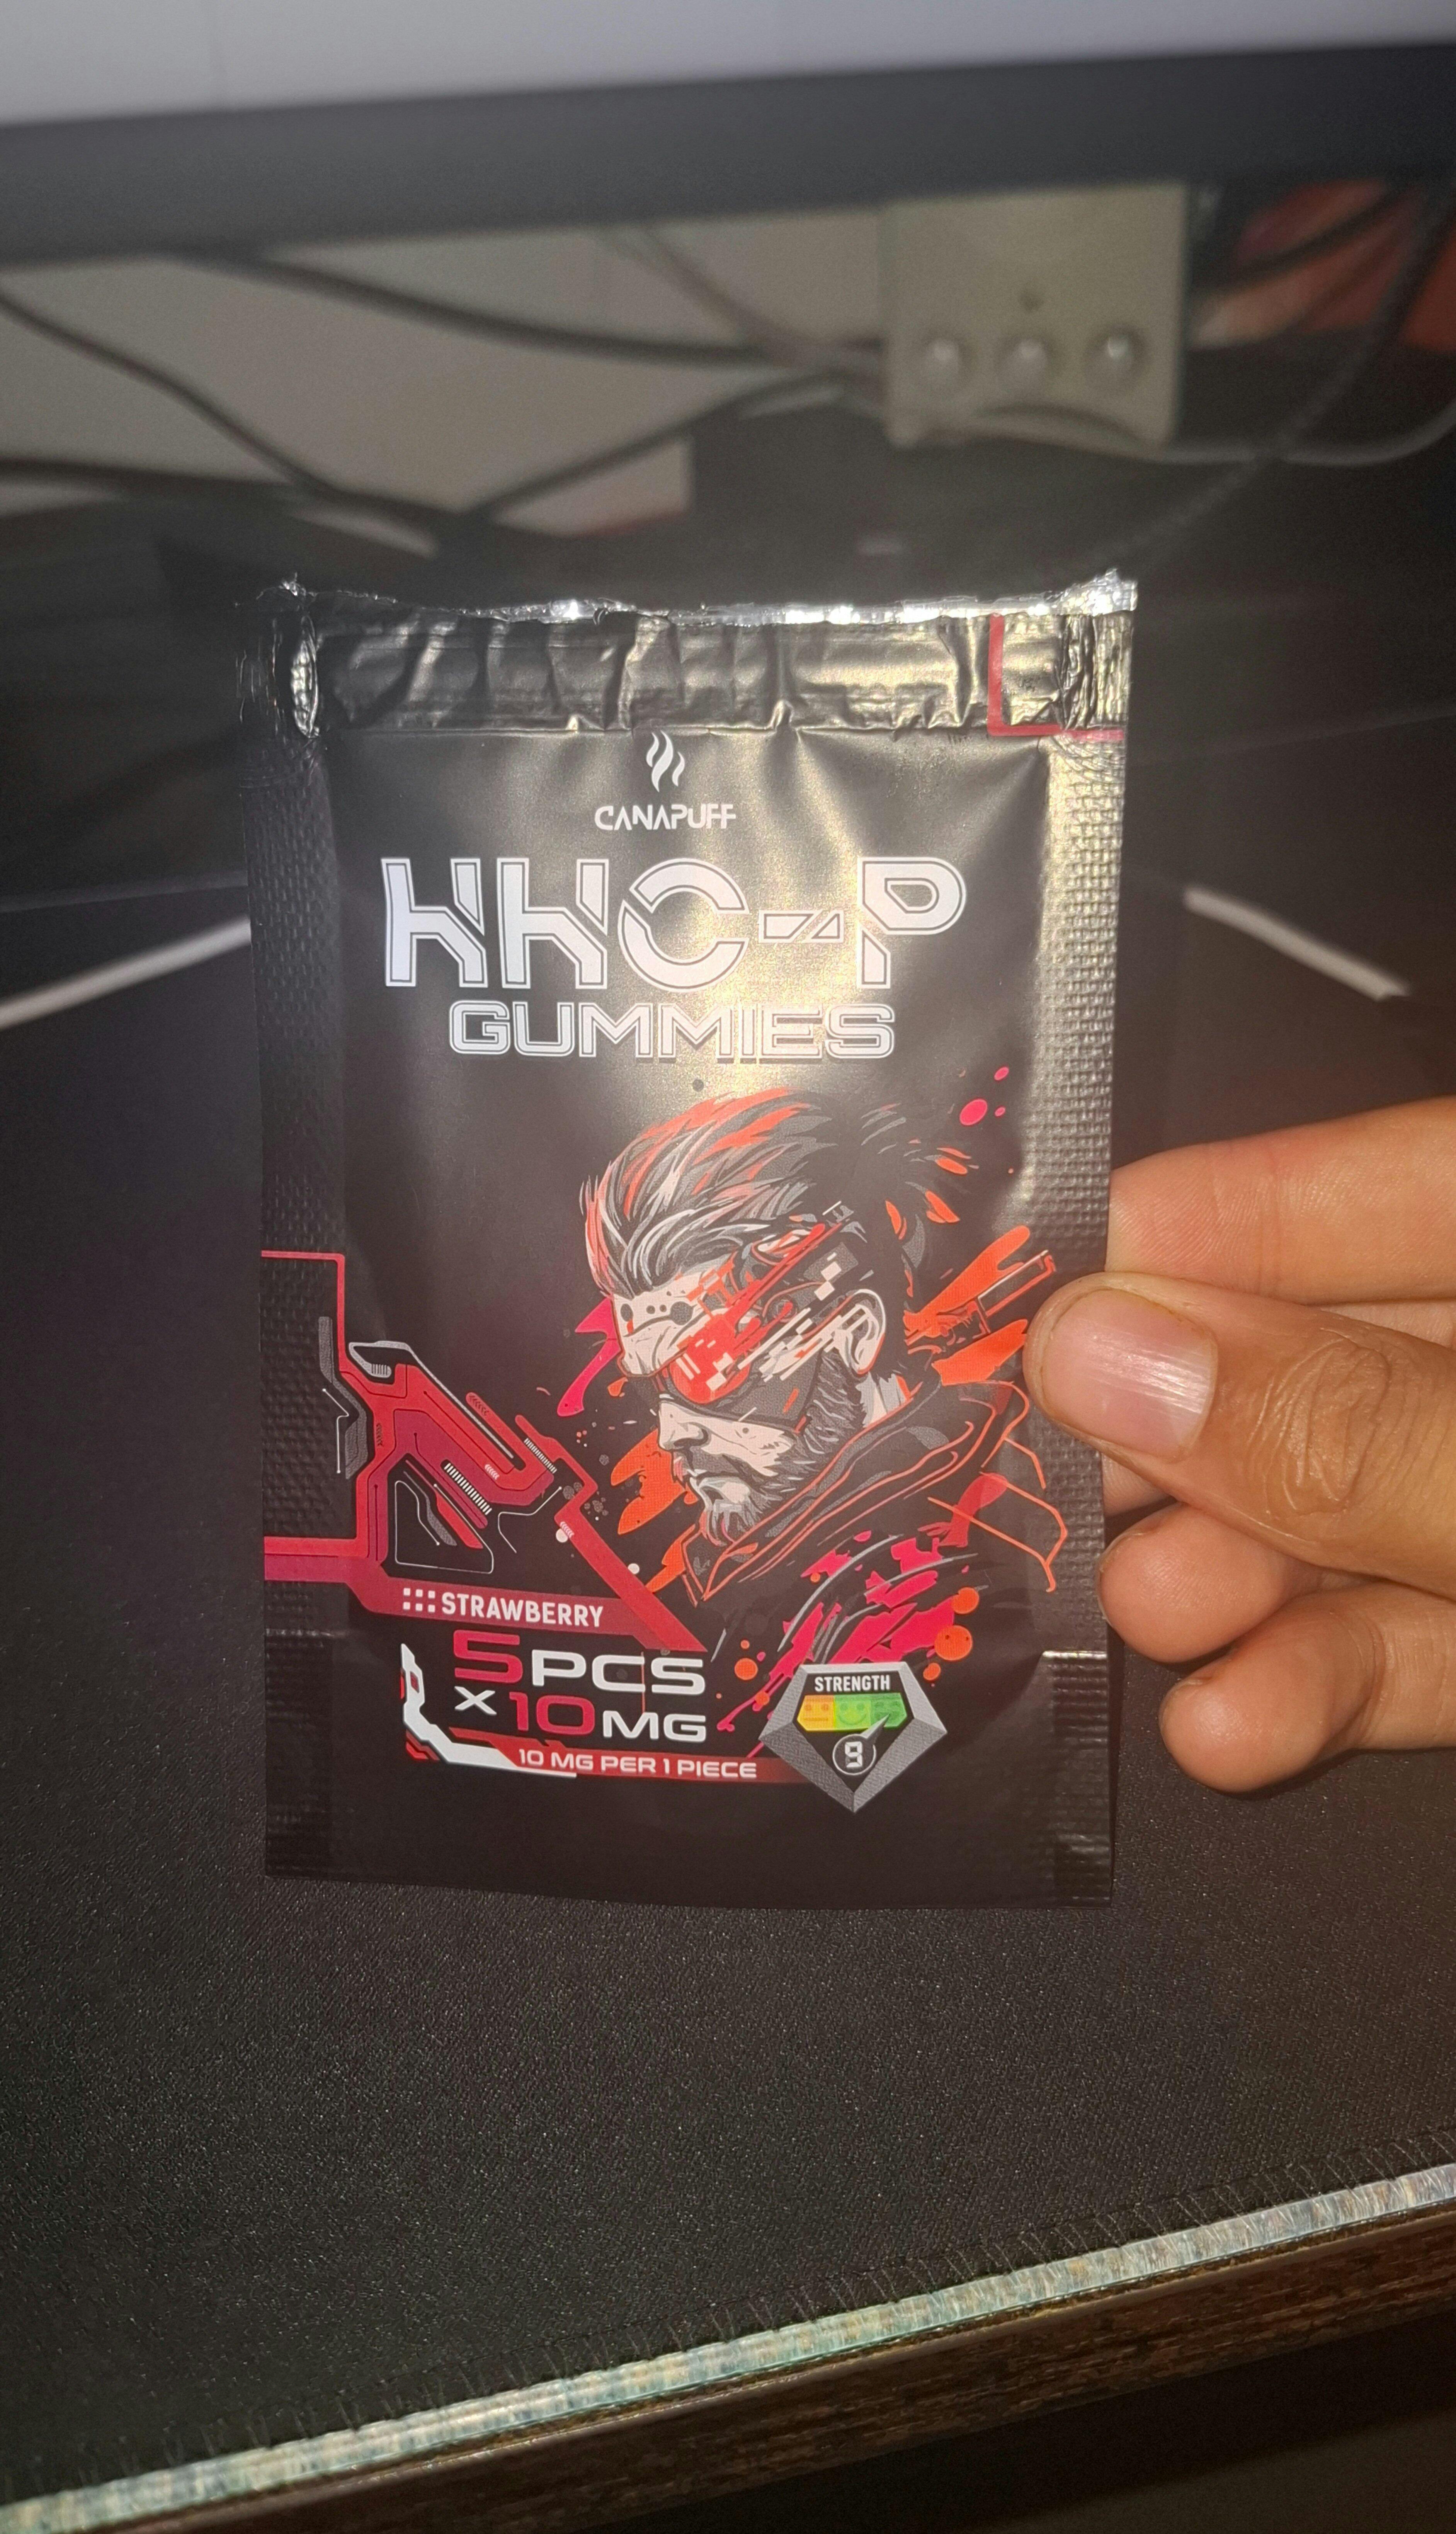 CANAPUFF
HHC-P
GUMMIES
STRAWBERRY
5PCS
x10MG
10 MG PER 1 PIECE
STRENGTH
9